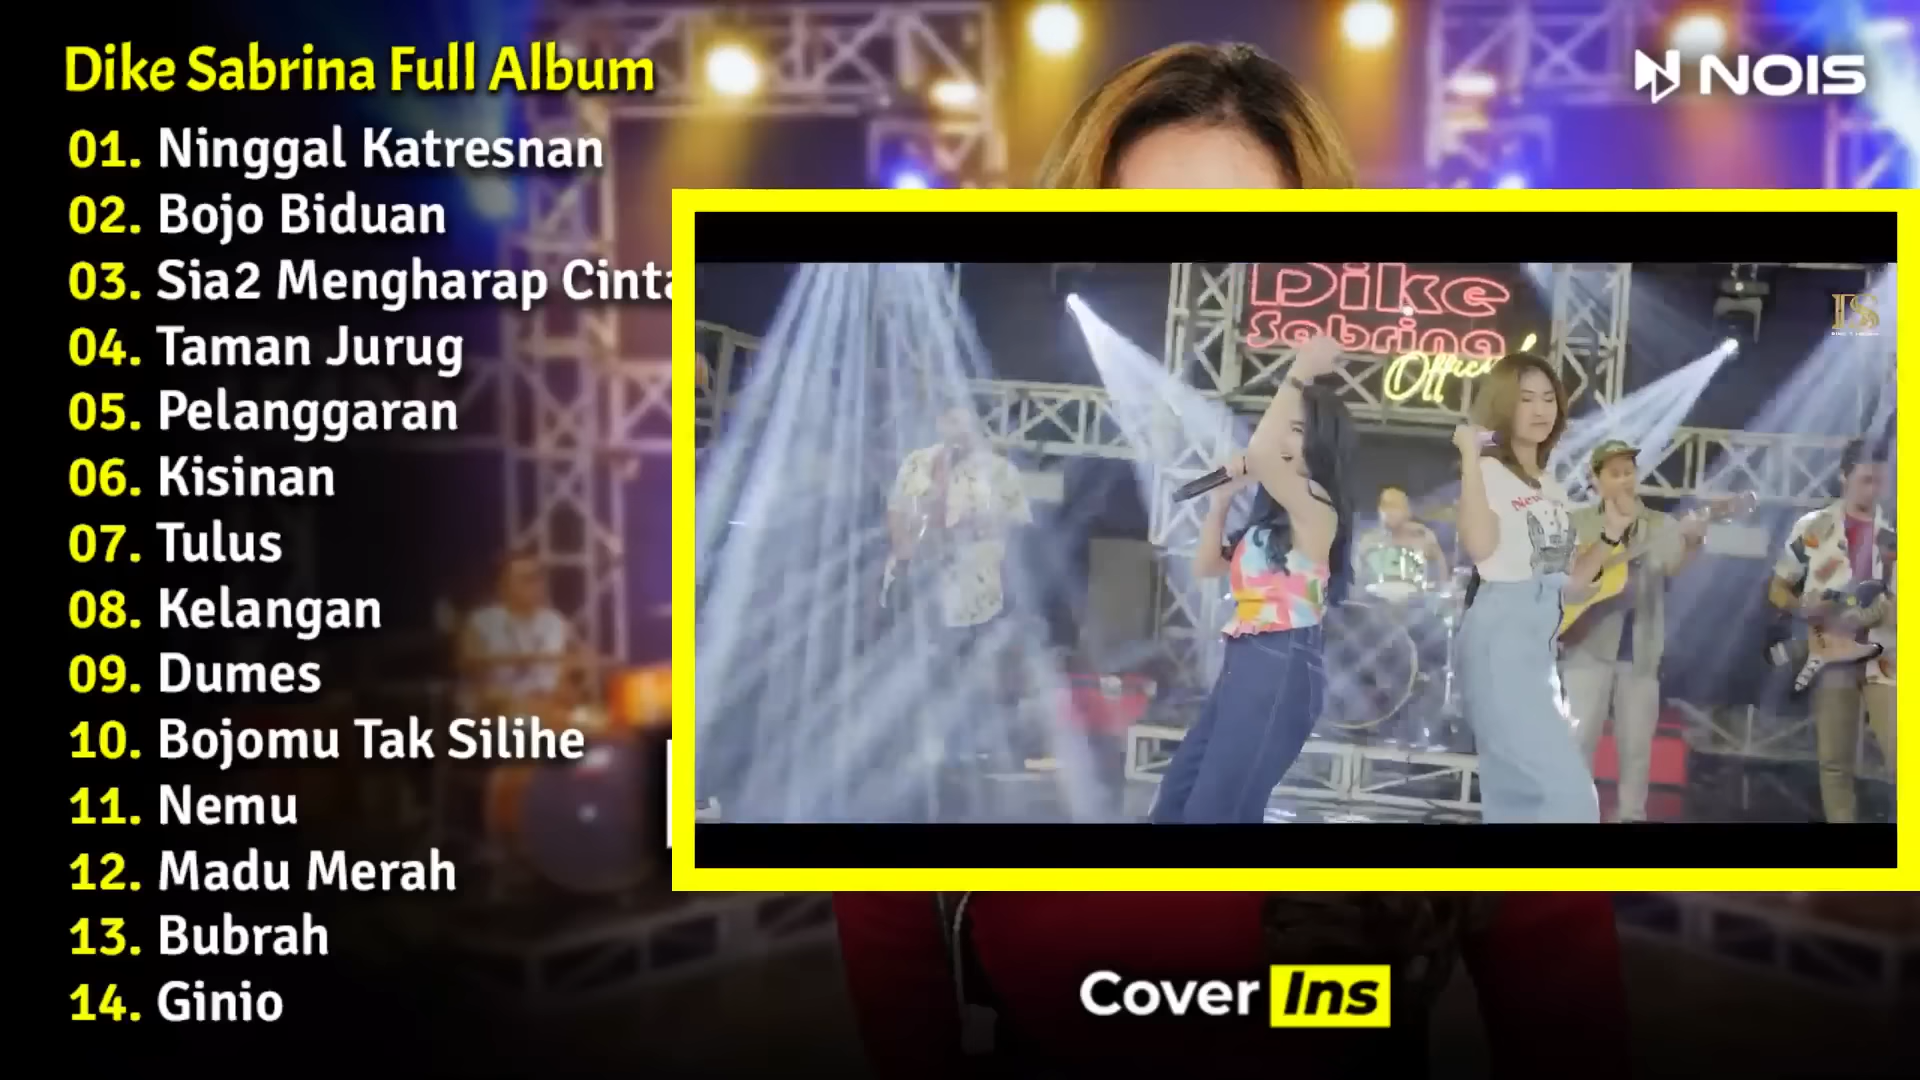 Dike Sabrina Full Album
01. Ninggal Katresnan
02. Bojo Biduan
03. Sia2 Mengharap Cinta
04. Taman Jurug
05. Pelanggaran
06. Kisinan
07. Tulus
08. Kelangan
09. Dumes
10. Bojomu Tak Silihe
11. Nemu
12. Madu Merah
13. Bubrah
14. Ginio
NOIS
Dike
Sabrina
DS
Cover Ins